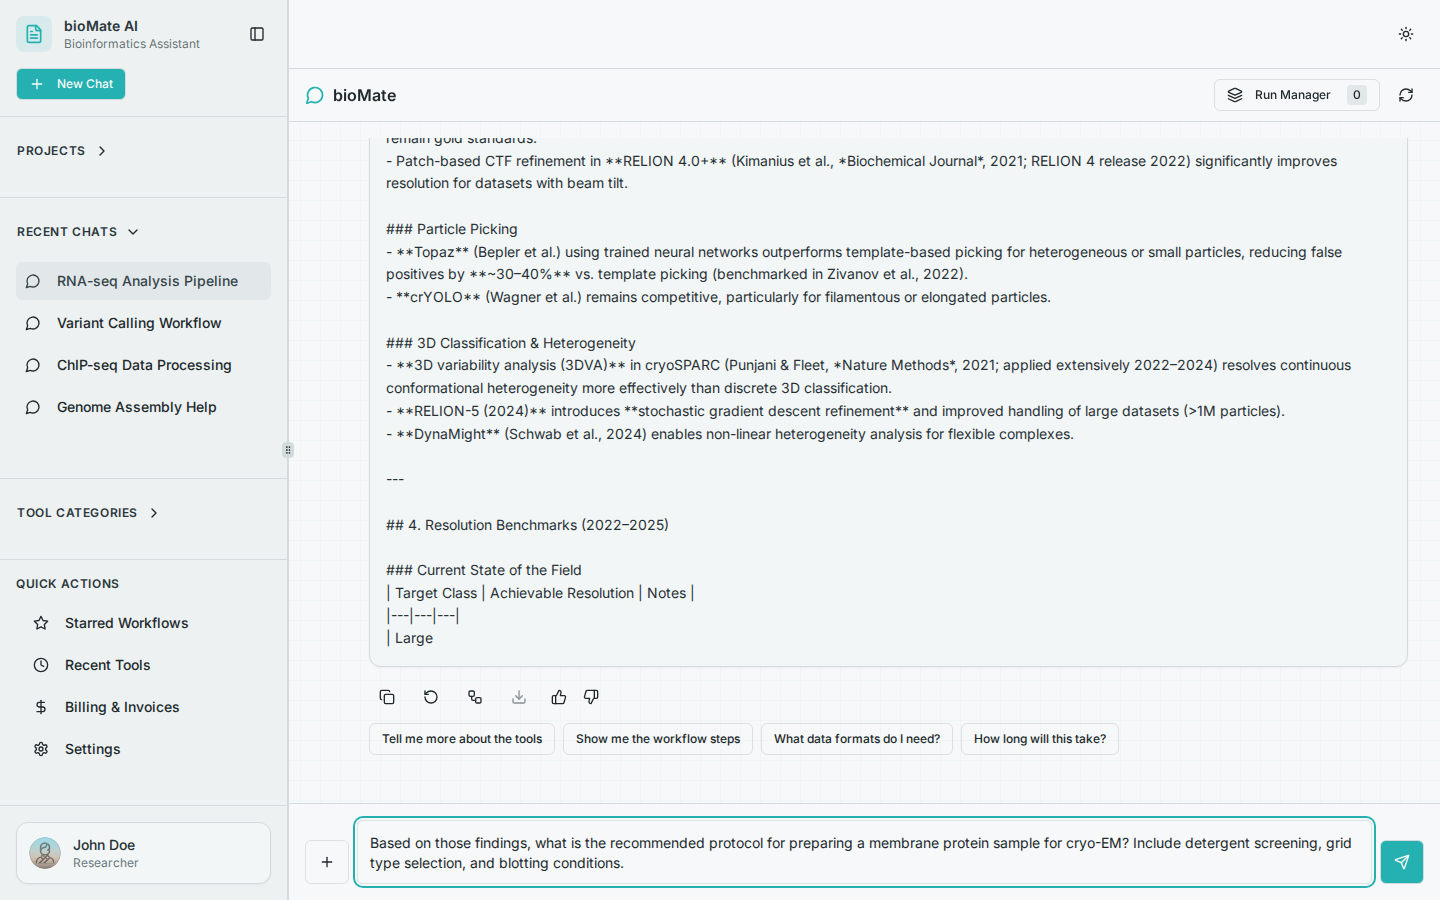 bioMate AI
Bioinformatics Assistant
New Chat
PROJECTS
RECENT CHATS
RNA-seq Analysis Pipeline
Variant Calling Workflow
ChIP-seq Data Processing
Genome Assembly Help
TOOL CATEGORIES
QUICK ACTIONS
Starred Workflows
Recent Tools
Billing & Invoices
Settings
John Doe
Researcher
bioMate
Run Manager 0
remain gold standards.
- Patch-based CTF refinement in **RELION 4.0+** (Kimanius et al., *Biochemical Journal*, 2021; RELION 4 release 2022) significantly improves
resolution for datasets with beam tilt.
### Particle Picking
- **Topaz** (Bepler et al.) using trained neural networks outperforms template-based picking for heterogeneous or small particles, reducing false
positives by **~30–40%** vs. template picking (benchmarked in Zivanov et al., 2022).
- **crYOLO** (Wagner et al.) remains competitive, particularly for filamentous or elongated particles.
### 3D Classification & Heterogeneity
- **3D variability analysis (3DVA)** in cryoSPARC (Punjani & Fleet, *Nature Methods*, 2021; applied extensively 2022–2024) resolves continuous
conformational heterogeneity more effectively than discrete 3D classification.
- **RELION-5 (2024)** introduces **stochastic gradient descent refinement** and improved handling of large datasets (>1M particles).
- **DynaMight** (Schwab et al., 2024) enables non-linear heterogeneity analysis for flexible complexes.
---
## 4. Resolution Benchmarks (2022–2025)
### Current State of the Field
| Target Class | Achievable Resolution | Notes |
|---|---|---|
| Large
Tell me more about the tools
Show me the workflow steps
What data formats do I need?
How long will this take?
Based on those findings, what is the recommended protocol for preparing a membrane protein sample for cryo-EM? Include detergent screening, grid
type selection, and blotting conditions.